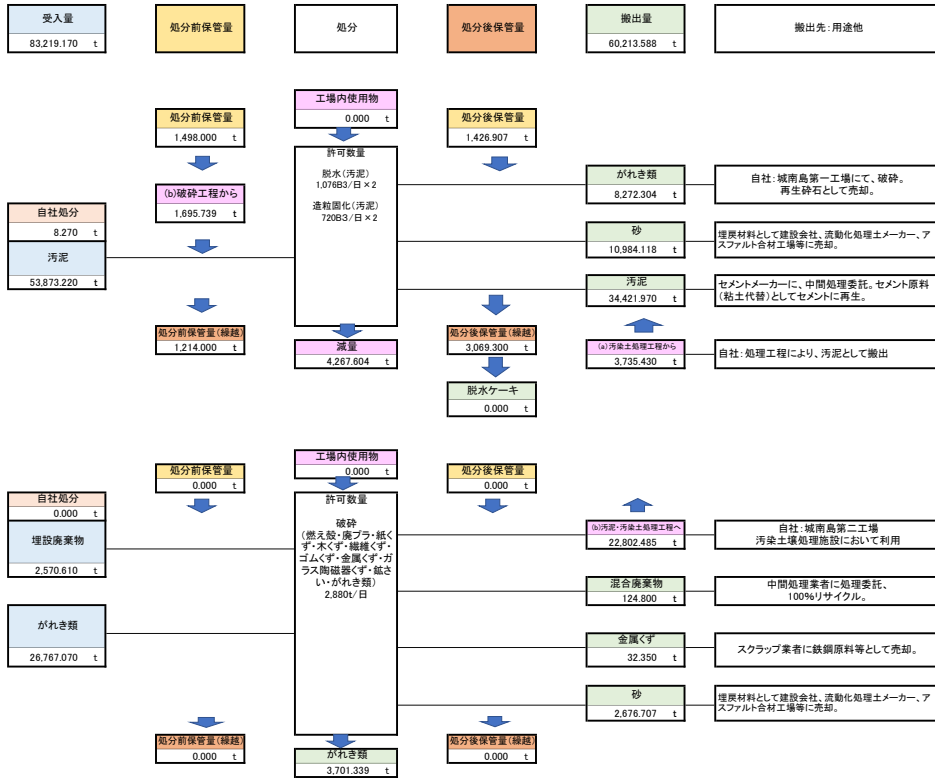 受入量
83,219.170 t
処分前保管量
処分
処分後保管量
搬出量
60,213.588 t
搬出先：用途他
工場内使用物
0.000 t
処分前保管量
1,498.000 t
処分後保管量
1,426.907 t
許可数量
脱水（汚泥）
1,076B3/日×2
造粒固化（汚泥）
720B3/日×2
(b)破砕工程から
1,695.739 t
自社処分
8.270 t
汚泥
53,873.220 t
がれき類
8,272.304 t
自社：城南島第一工場にて、破砕。
再生砕石として売却。
砂
10,984.118 t
埋戻材料として建設会社、流動化処理土メーカー、ア
スファルト合材工場等に売却。
汚泥
34,421.970 t
セメントメーカーに、中間処理委託。セメント原料
（粘土代替）としてセメントに再生。
処分前保管量（繰越）
1,214.000 t
減量
4,267.604 t
処分後保管量（繰越）
3,069.300 t
(a)汚染土処理工程から
3,735.430 t
自社：処理工程により、汚泥として搬出
脱水ケーキ
0.000 t
工場内使用物
0.000 t
処分前保管量
0.000 t
処分後保管量
0.000 t
自社処分
0.000 t
埋設廃棄物
2,570.610 t
許可数量
破砕
（燃え殻・廃プラ・紙く
ず・木くず・繊維くず・
ゴムくず・金属くず・ガ
ラス陶磁器くず・鉱さ
い・がれき類）
2,880t/日
(b)汚泥・汚染土処理工程へ
22,802.485 t
自社：城南島第二工場
汚染土壌処理施設において利用
混合廃棄物
124.800 t
中間処理業者に処理委託、
100％リサイクル。
がれき類
26,767.070 t
金属くず
32.350 t
スクラップ業者に鉄鋼原料等として売却。
砂
2,676.707 t
埋戻材料として建設会社、流動化処理土メーカー、ア
スファルト合材工場等に売却。
処分前保管量（繰越）
0.000 t
がれき類
3,701.339 t
処分後保管量（繰越）
0.000 t